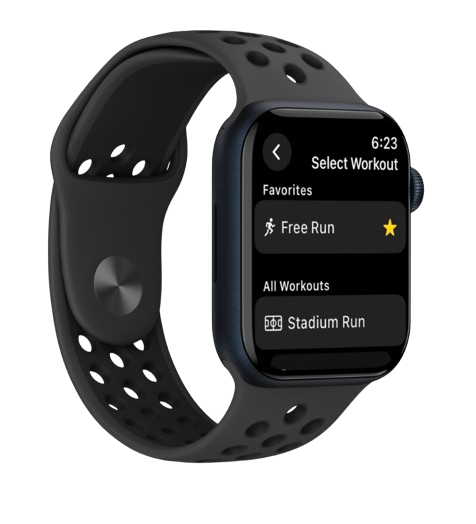 6:23
Select Workout
Favorites
Free Run
All Workouts
Stadium Run